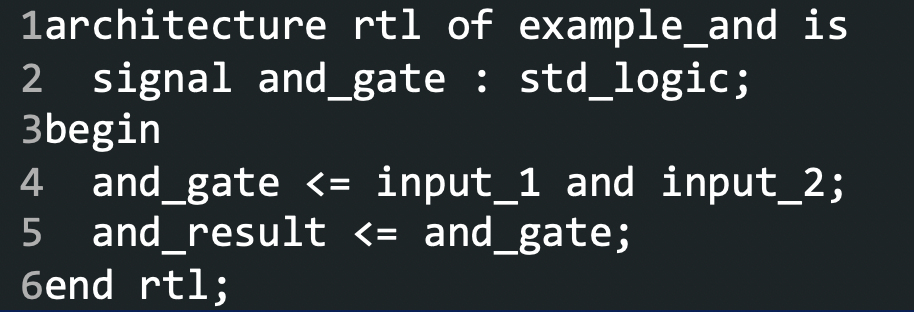 1architecture rtl of example_and is
2  signal and_gate : std_logic;
3begin
4  and_gate <= input_1 and input_2;
5  and_result <= and_gate;
6end rtl;